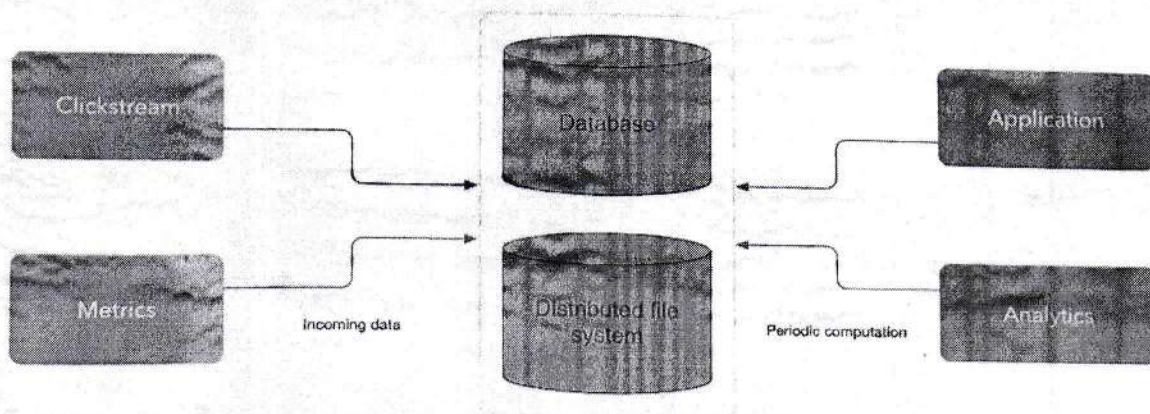 Clickstream
Database
Application
Metrics
Incoming data
Distributed file
system
Periodic computation
Analytics